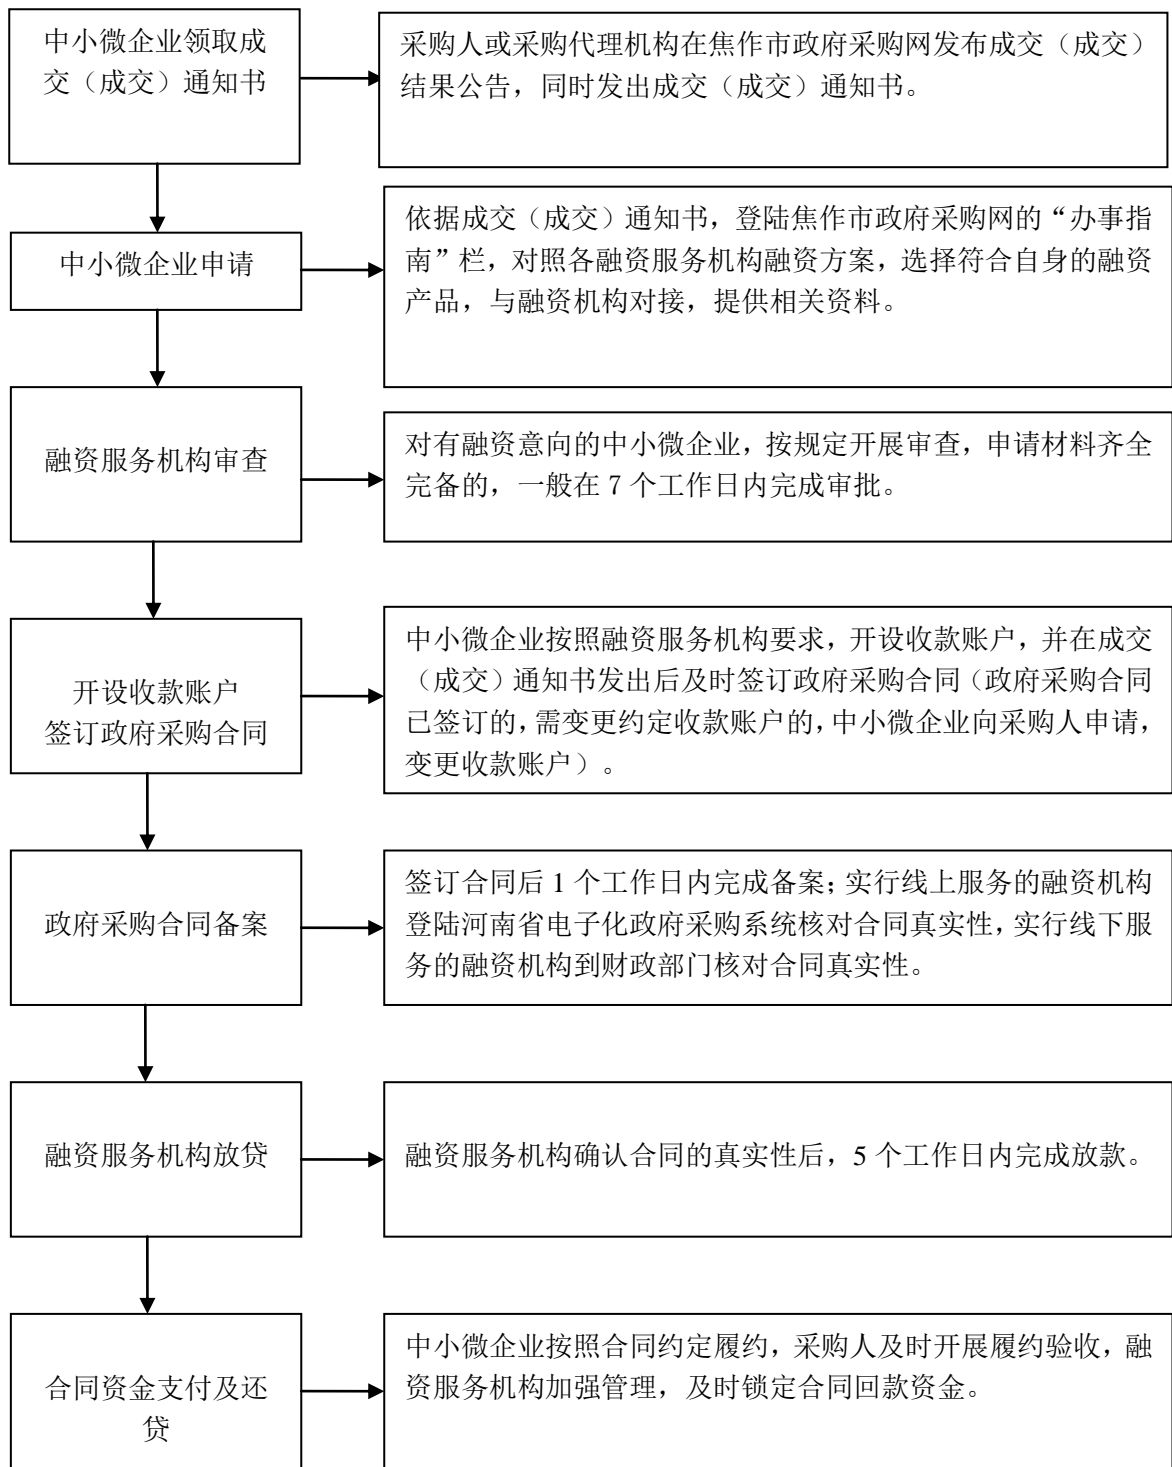 中小微企业领取成
交（成交）通知书
采购人或采购代理机构在焦作市政府采购网发布成交（成交）
结果公告，同时发出成交（成交）通知书。
中小微企业申请
依据成交（成交）通知书，登陆焦作市政府采购网的“办事指
南”栏，对照各融资服务机构融资方案，选择符合自身的融资
产品，与融资机构对接，提供相关资料。
融资服务机构审查
对有融资意向的中小微企业，按规定开展审查，申请材料齐全
完备的，一般在 7 个工作日内完成审批。
开设收款账户
签订政府采购合同
中小微企业按照融资服务机构要求，开设收款账户，并在成交
（成交）通知书发出后及时签订政府采购合同（政府采购合同
已签订的，需变更约定收款账户的，中小微企业向采购人申请，
变更收款账户）。
政府采购合同备案
签订合同后 1 个工作日内完成备案；实行线上服务的融资机构
登陆河南省电子化政府采购系统核对合同真实性，实行线下服
务的融资机构到财政部门核对合同真实性。
融资服务机构放贷
融资服务机构确认合同的真实性后，5 个工作日内完成放款。
合同资金支付及还
贷
中小微企业按照合同约定履约，采购人及时开展履约验收，融
资服务机构加强管理，及时锁定合同回款资金。